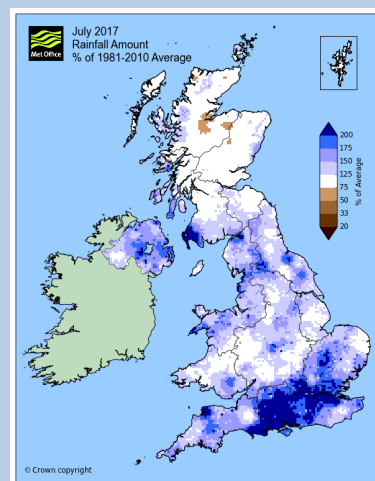 Met Office
July 2017
Rainfall Amount
% of 1981-2010 Average
200
175
150
125
75
50
33
20
% of Average
© Crown copyright